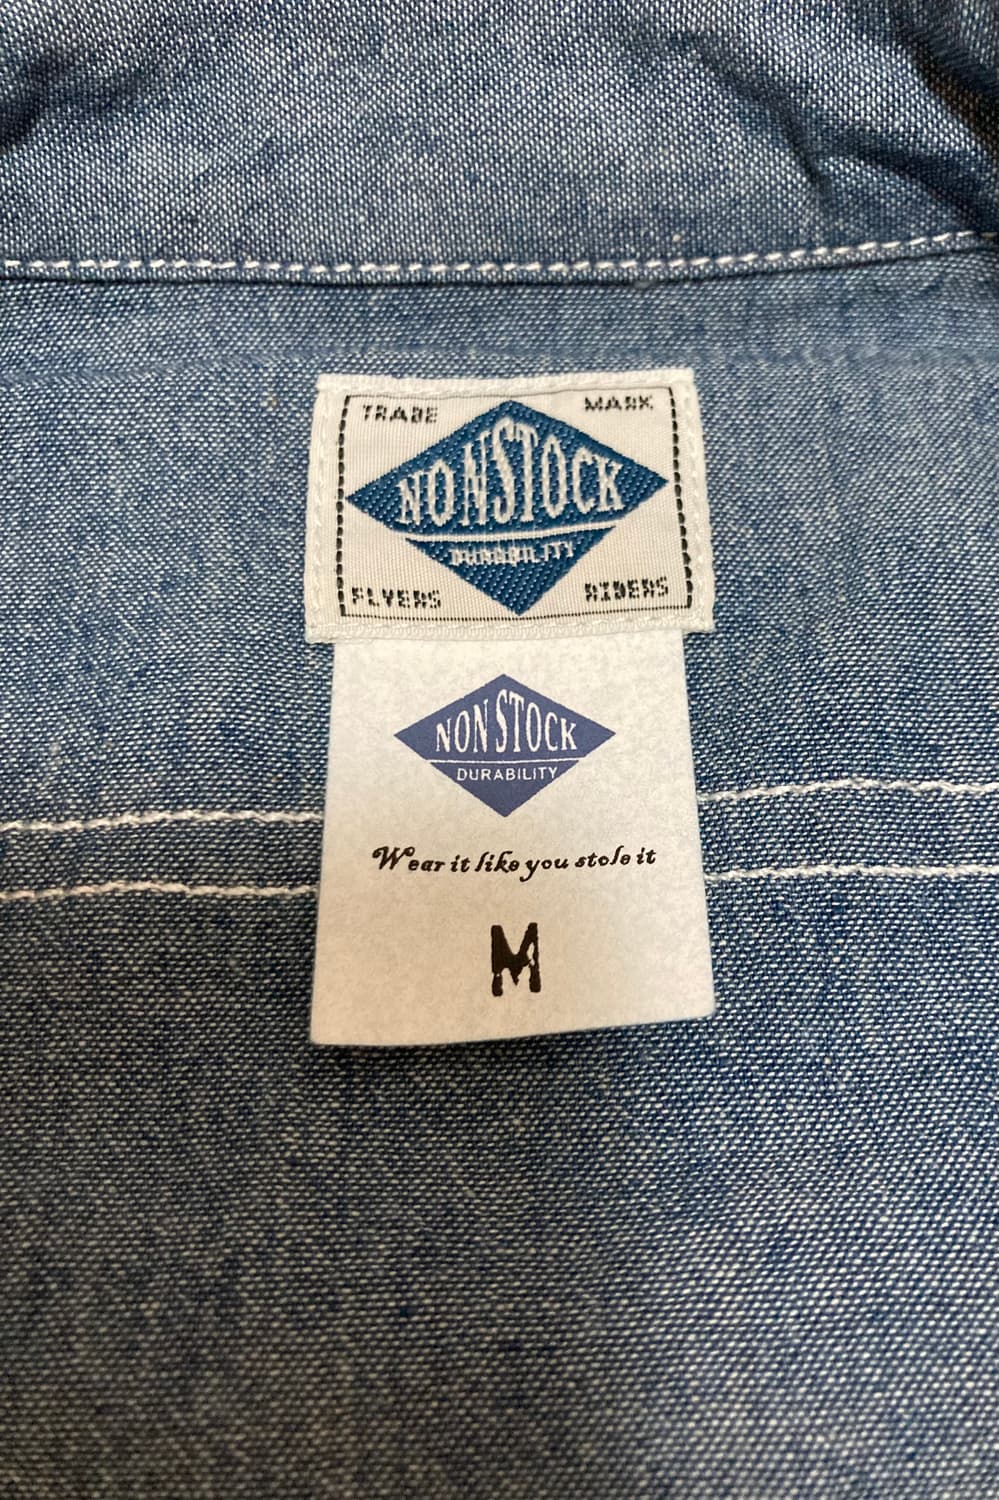 TRADE MARK
NONSTOCK
DURABILITY
FLYERS RIDERS
NONSTOCK
DURABILITY
Wear it like you stole it
M